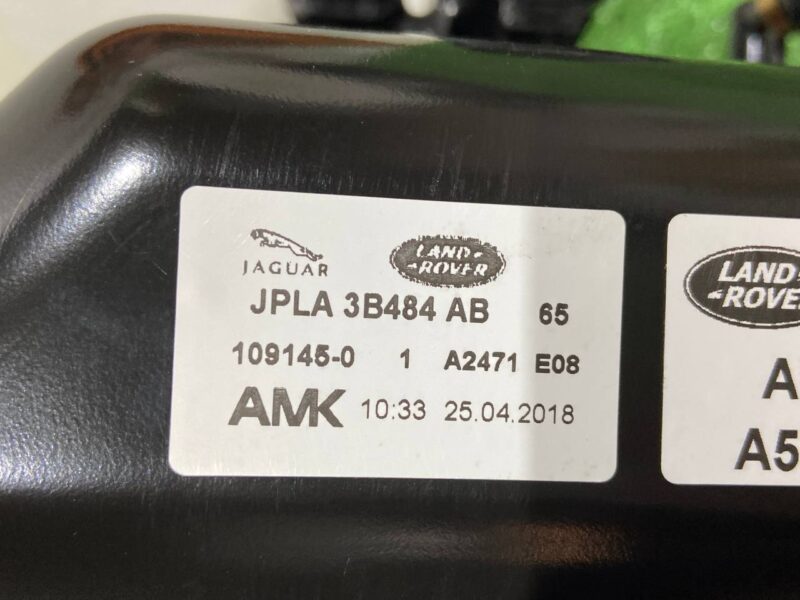 JAGUAR
LAND-
-ROVER
JPLA 3B484 AB 65
109145-0 1 A2471 E08
AMK 10:33 25.04.2018
LAND-
-ROVER
A5